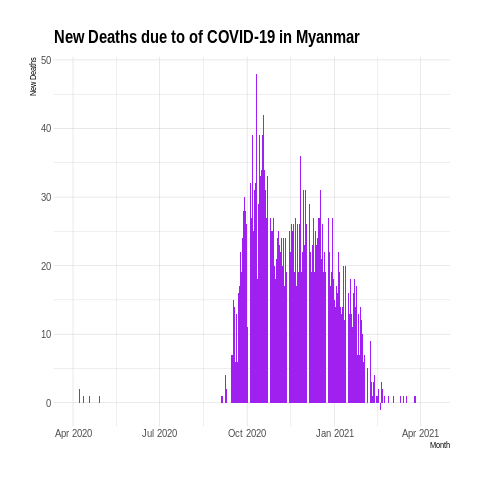 New Deaths due to of COVID-19 in Myanmar
New Deaths
50
40
30
20
10
0
Apr 2020 Jul 2020 Oct 2020 Jan 2021 Apr 2021
Month